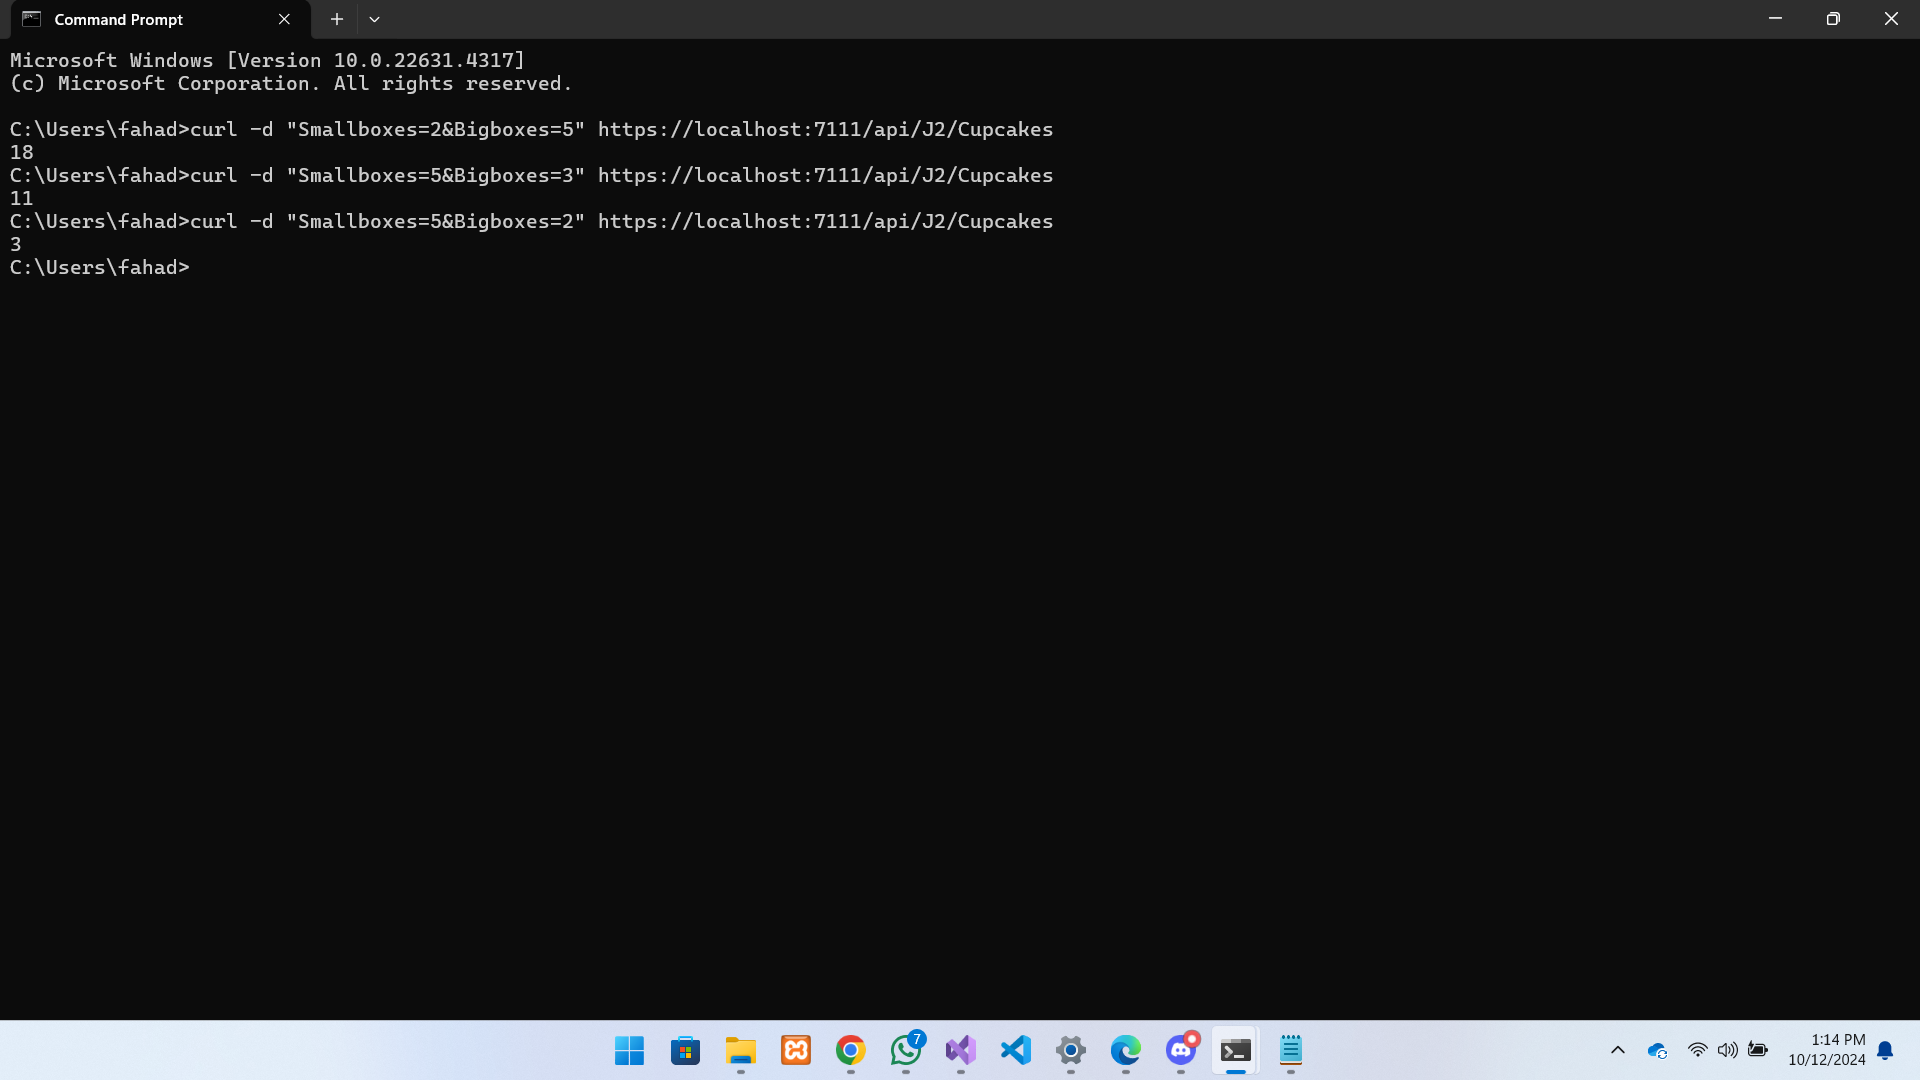 Command Prompt
Microsoft Windows [Version 10.0.22631.4317]
(c) Microsoft Corporation. All rights reserved.
C:\Users\fahad>curl -d "Smallboxes=2&Bigboxes=5" https://localhost:7111/api/J2/Cupcakes
18
C:\Users\fahad>curl -d "Smallboxes=5&Bigboxes=3" https://localhost:7111/api/J2/Cupcakes
11
C:\Users\fahad>curl -d "Smallboxes=5&Bigboxes=2" https://localhost:7111/api/J2/Cupcakes
3
C:\Users\fahad>
7
1:14 PM
10/12/2024